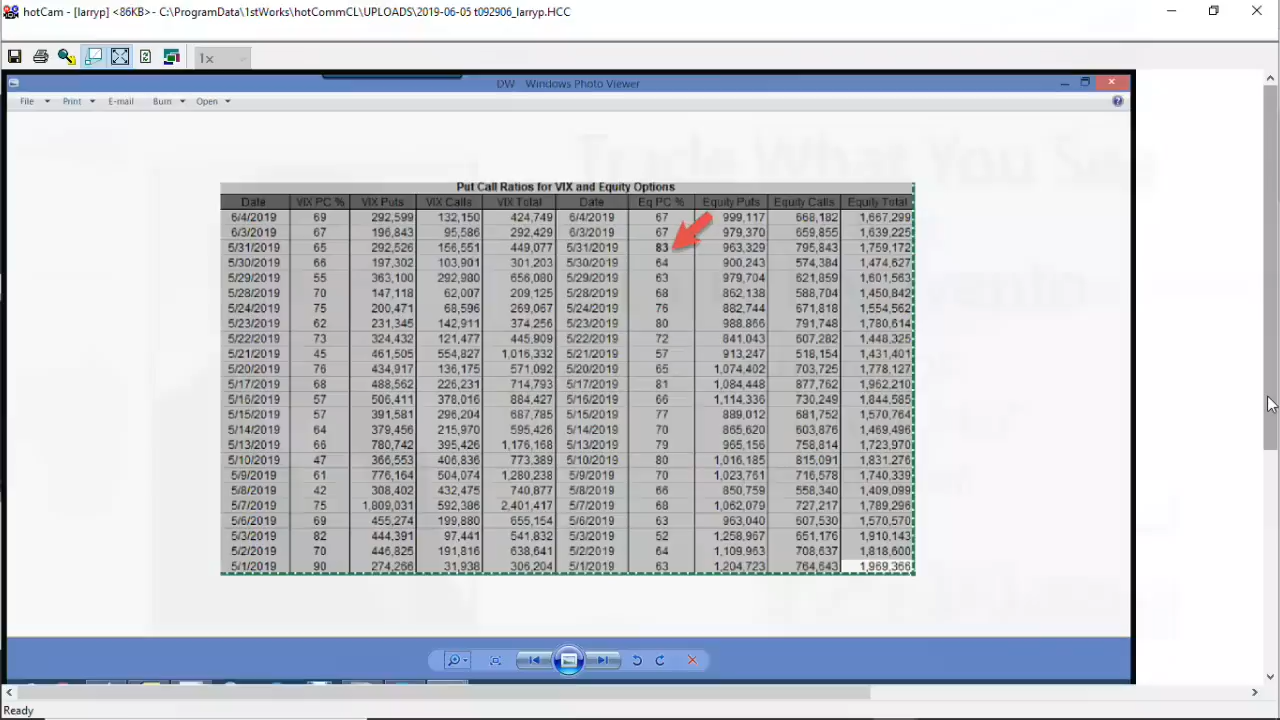 hotCam - [larryp] <86KB>- C:\ProgramData\1stWorks\hotCommCL\UPLOADS\2019-06-05 t092906_larryp.HCC
1x
DW - Windows Photo Viewer
File Print E-mail Burn Open
Trade What You See
Put Call Ratios for VIX and Equity Options
Date VIX PC % VIX Puts VIX Calls VIX Total Date Eq PC % Equity Puts Equity Calls Equity Total
6/4/2019 69 292,599 132,150 424,749 6/4/2019 67 999,117 668,182 1,667,299
6/3/2019 67 196,843 95,586 292,429 6/3/2019 67 979,370 659,855 1,639,225
5/31/2019 65 292,526 156,551 449,077 5/31/2019 83 963,329 795,843 1,759,172
5/30/2019 66 197,302 103,901 301,203 5/30/2019 64 900,243 574,384 1,474,627
5/29/2019 55 363,100 292,980 656,080 5/29/2019 63 979,704 621,859 1,601,563
5/28/2019 70 147,118 62,007 209,125 5/28/2019 68 862,138 588,704 1,450,842
5/24/2019 75 200,471 68,596 269,067 5/24/2019 76 882,744 671,818 1,554,562
5/23/2019 62 231,345 142,911 374,256 5/23/2019 80 988,866 791,748 1,780,614
5/22/2019 73 324,432 121,477 445,909 5/22/2019 72 841,043 607,282 1,448,325
5/21/2019 45 461,505 554,827 1,016,332 5/21/2019 57 913,247 518,154 1,431,401
5/20/2019 76 434,917 136,175 571,092 5/20/2019 65 1,074,402 703,725 1,778,127
5/17/2019 68 488,562 226,231 714,793 5/17/2019 81 1,084,448 877,762 1,962,210
5/16/2019 57 506,411 378,016 884,427 5/16/2019 66 1,114,336 730,249 1,844,585
5/15/2019 57 391,581 296,204 687,785 5/15/2019 77 889,012 681,752 1,570,764
5/14/2019 64 379,456 215,970 595,426 5/14/2019 70 865,620 603,876 1,469,496
5/13/2019 66 780,742 395,426 1,176,168 5/13/2019 79 965,156 758,814 1,723,970
5/10/2019 47 366,553 406,836 773,389 5/10/2019 80 1,016,185 815,091 1,831,276
5/9/2019 61 776,164 504,074 1,280,238 5/9/2019 70 1,023,761 716,578 1,740,339
5/8/2019 42 308,402 432,475 740,877 5/8/2019 66 850,759 558,340 1,409,099
5/7/2019 75 1,809,031 592,386 2,401,417 5/7/2019 68 1,062,079 727,217 1,789,296
5/6/2019 69 455,274 199,880 655,154 5/6/2019 63 963,040 607,530 1,570,570
5/3/2019 82 444,391 97,441 541,832 5/3/2019 52 1,258,967 651,176 1,910,143
5/2/2019 70 446,825 191,816 638,641 5/2/2019 64 1,109,963 708,637 1,818,600
5/1/2019 90 274,266 31,938 306,204 5/1/2019 63 1,204,723 764,643 1,969,366
Ready